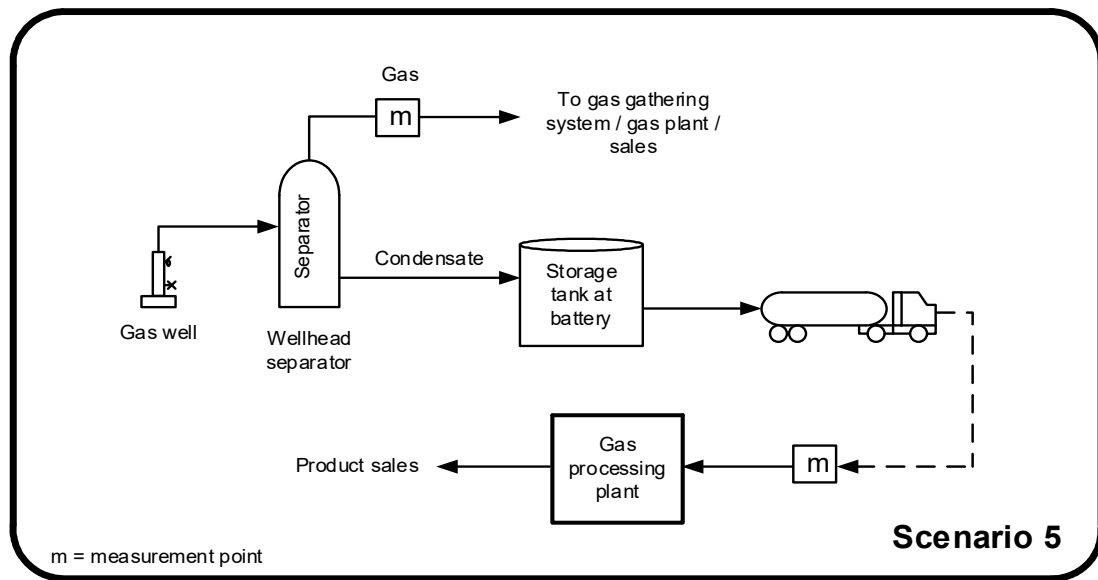 Gas
m
To gas gathering
system / gas plant /
sales
Separator
Condensate
Storage
tank at
battery
Gas well
Wellhead
separator
Product sales
Gas
processing
plant
m
Scenario 5
m = measurement point